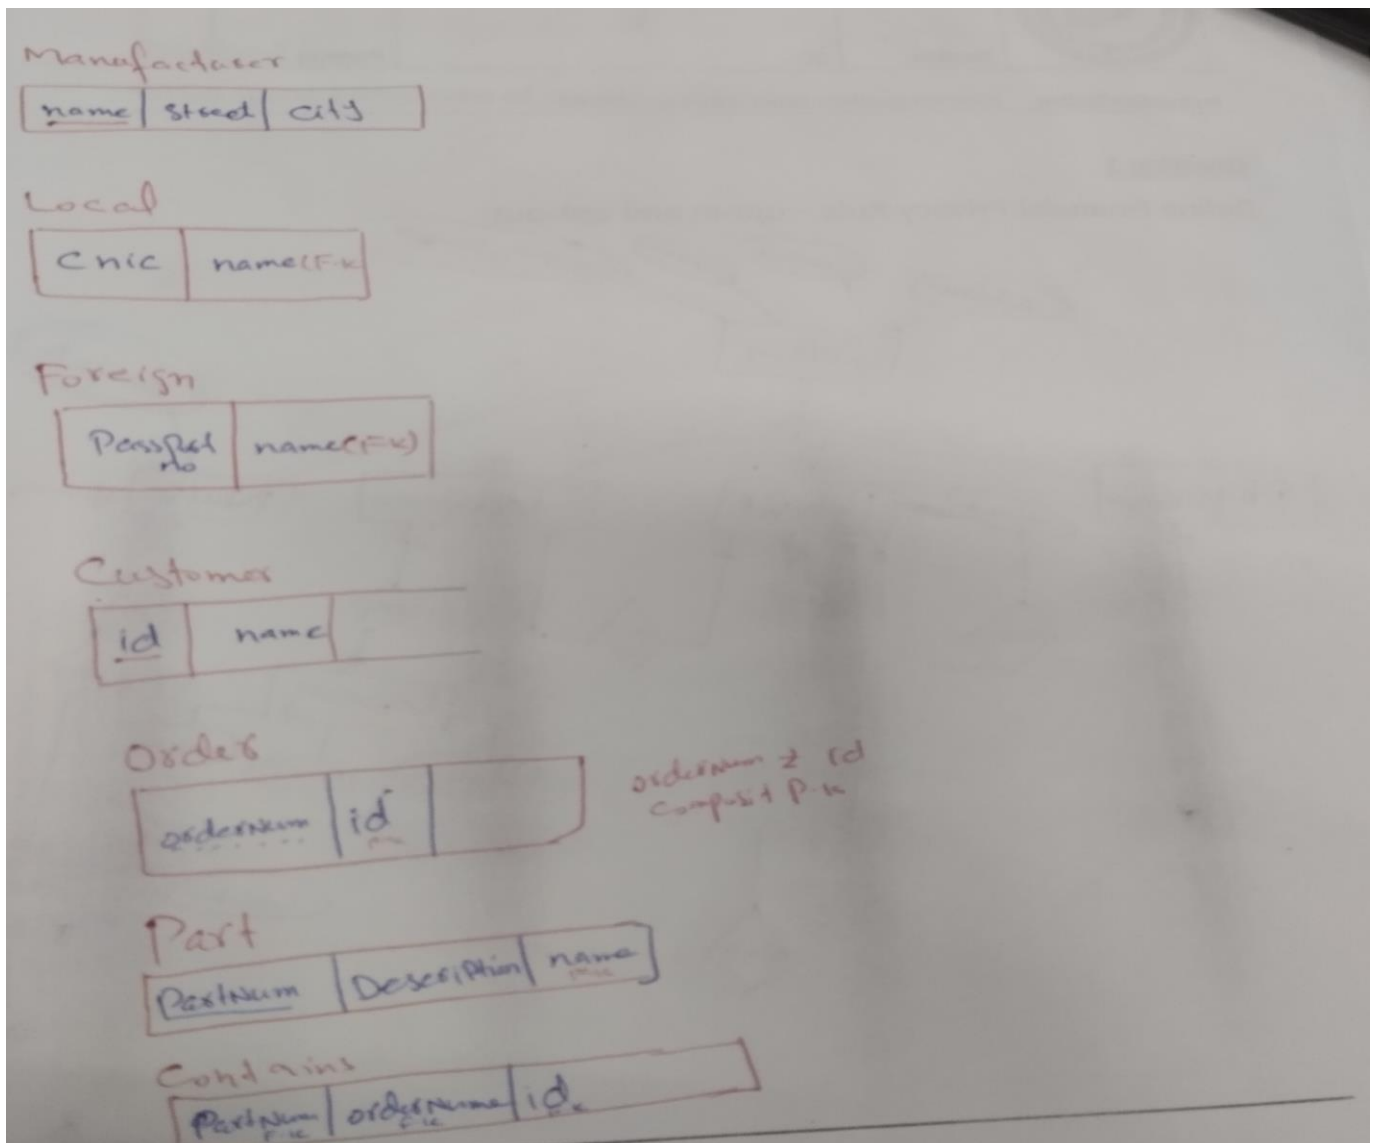 Manufacturer
name street city
Local
Cnic name(F-K
Foreign
Passport
no name(F-K)
Customer
id name
Order
orderNum id
F-K
orderNum & id
Composit P-K
Part
PartNum Description name
F-K
Contains
PartNum orderNume id
F-K F-K